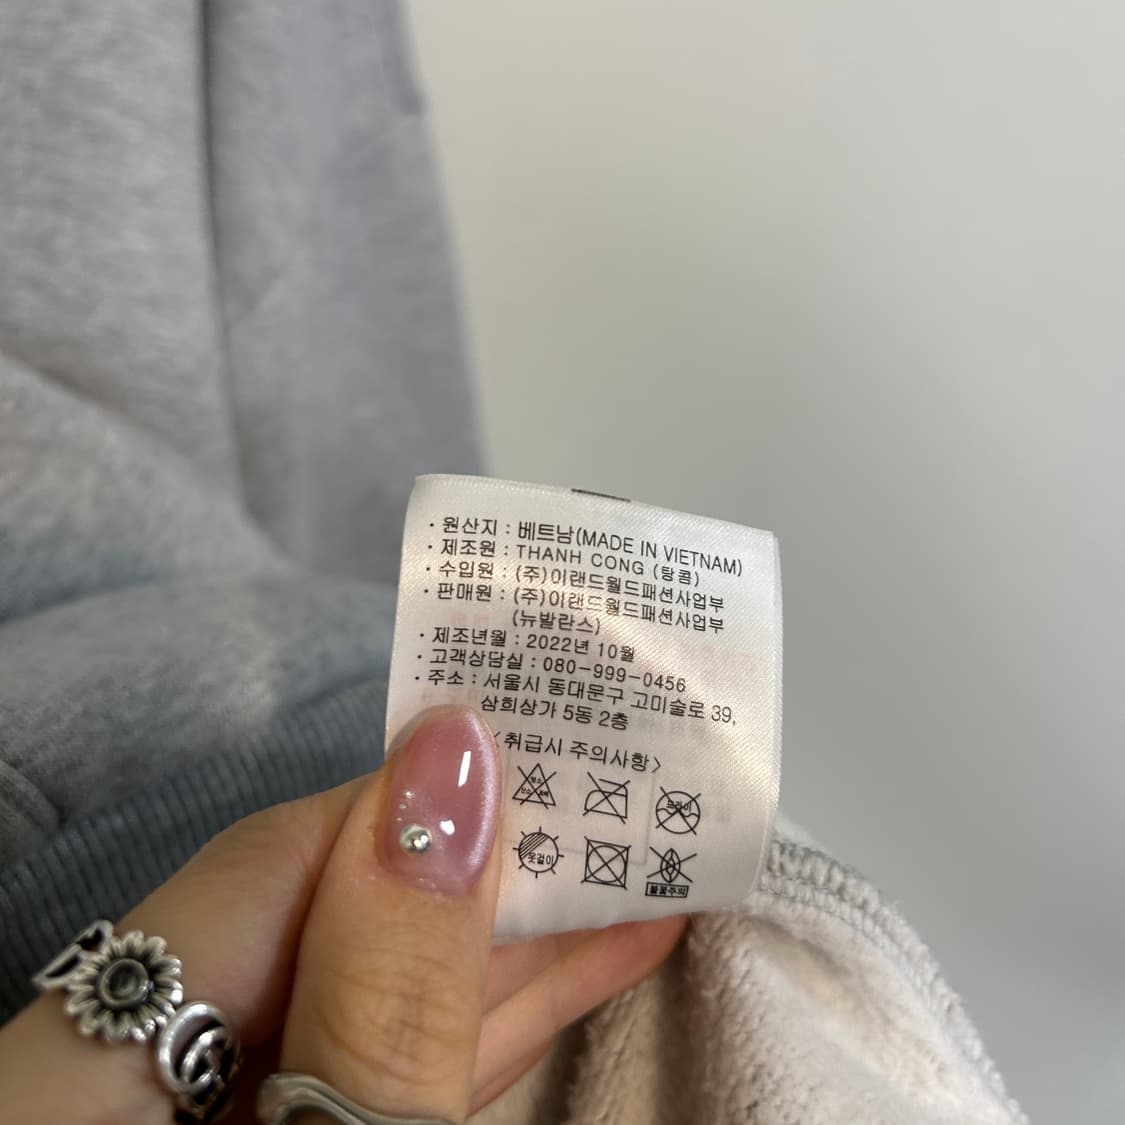 · 원산지 : 베트남(MADE IN VIETNAM)
· 제조원 : THANH CONG (탕콤)
· 수입원 : (주)이랜드월드패션사업부
· 판매원 : (주)이랜드월드패션사업부
(뉴발란스)
· 제조년월 : 2022년 10월
· 고객상담실 : 080-999-0456
· 주소 : 서울시 동대문구 고미술로 39,
삼희상가 5동 2층
<취급시 주의사항>
드라이
옷걸이
불꽃주의